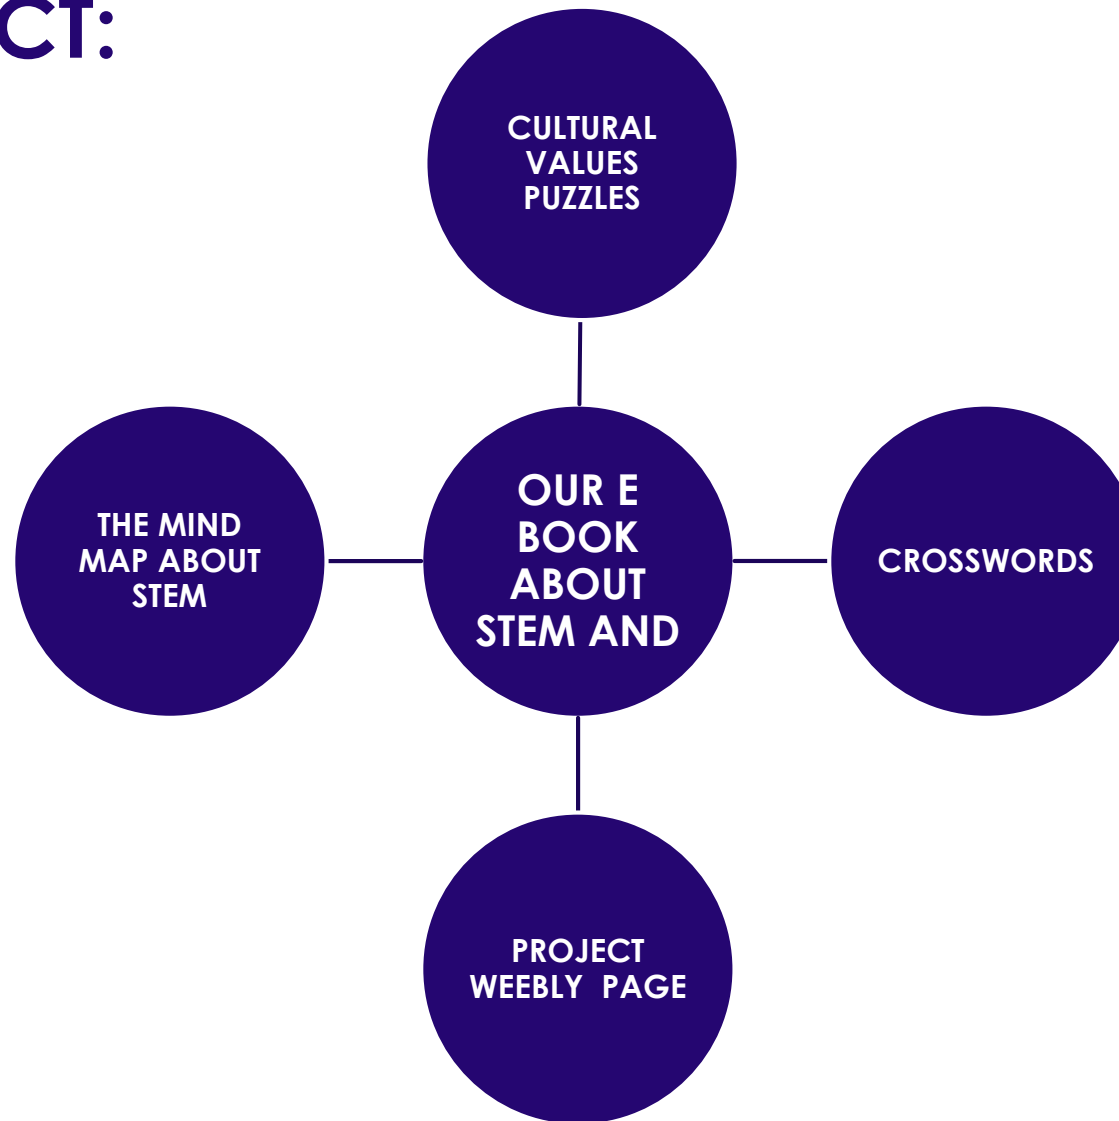 CT:
CULTURAL
VALUES
PUZZLES
THE MIND
MAP ABOUT
STEM
OUR E
BOOK
ABOUT
STEM AND
CROSSWORDS
PROJECT
WEEBLY  PAGE